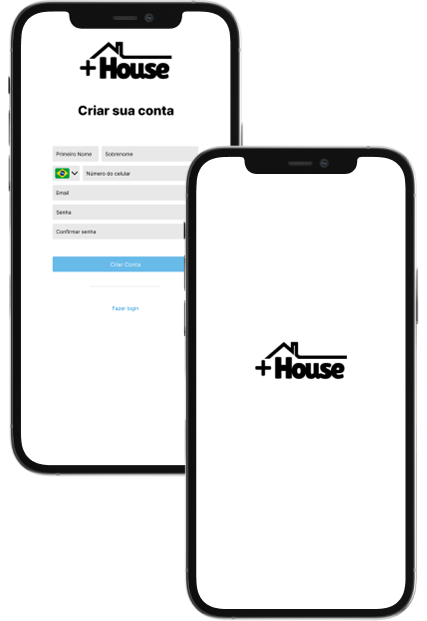 +House
Criar sua conta
Primeiro Nome Sobrenome
Número do celular
Email
Senha
Confirmar senha
Criar Conta
Fazer login
+House